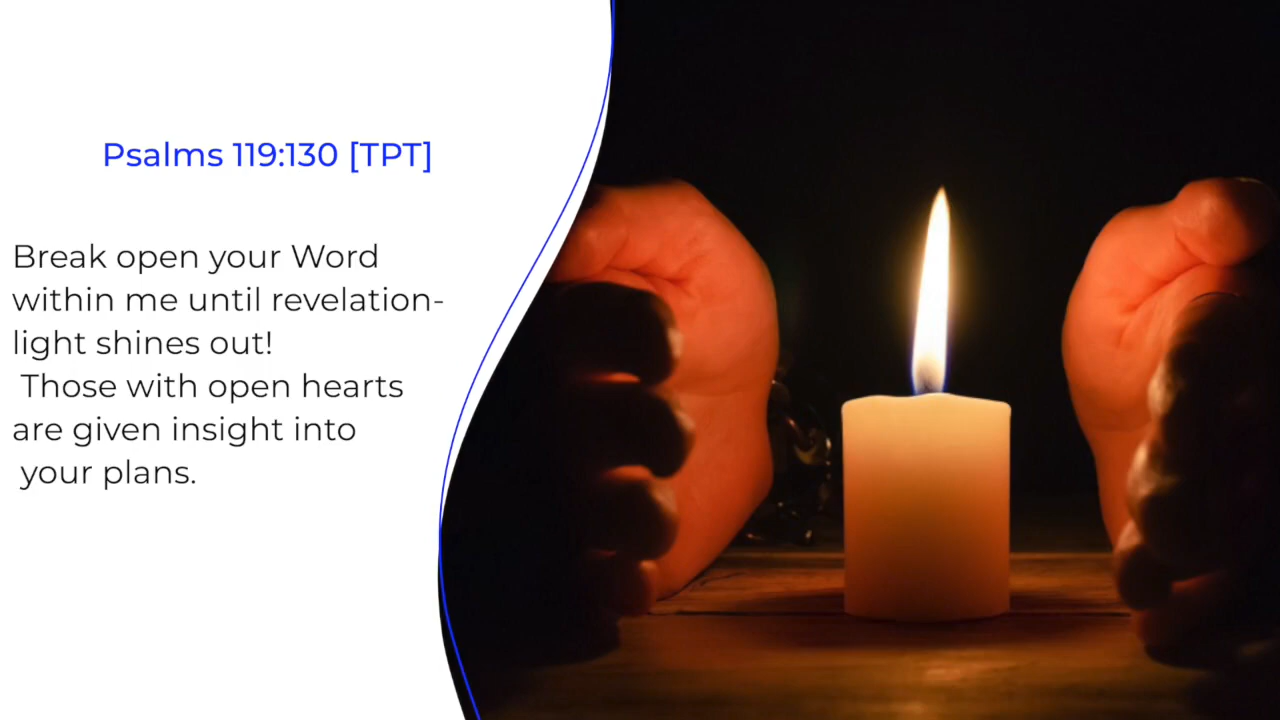 Psalms 119:130 [TPT]
Break open your Word
within me until revelation-
light shines out!
Those with open hearts
are given insight into
your plans.